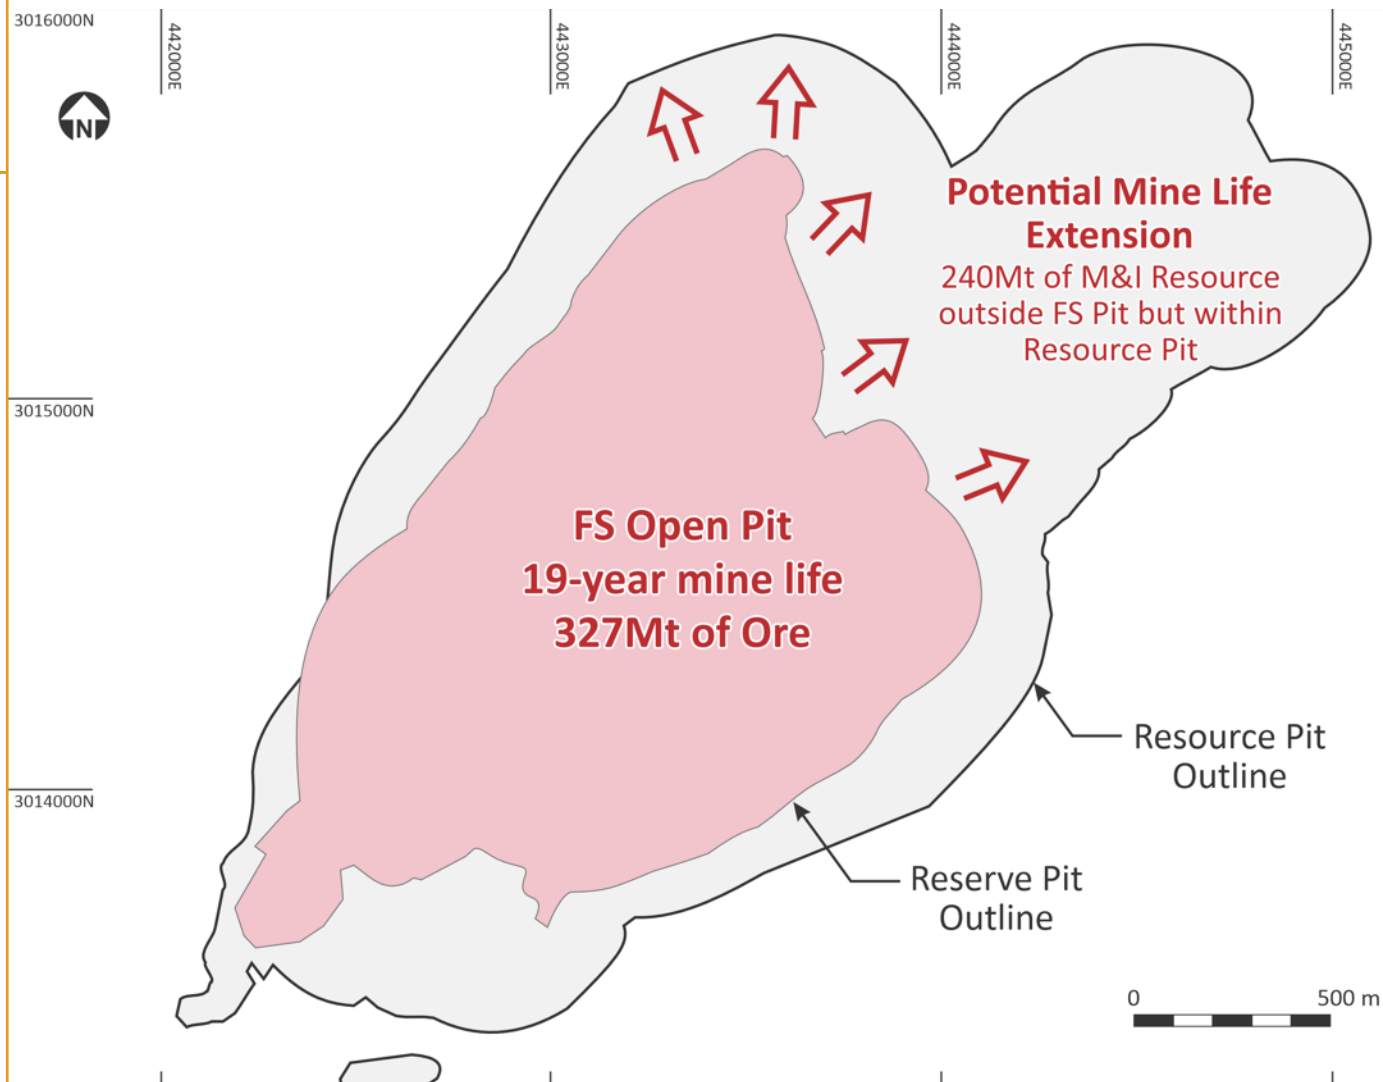 3016000N
442000E
443000E
444000E
445000E
N
Potential Mine Life
Extension
240Mt of M&I Resource
outside FS Pit but within
Resource Pit
3015000N
FS Open Pit
19-year mine life
327Mt of Ore
Resource Pit
Outline
3014000N
Reserve Pit
Outline
0 500 m